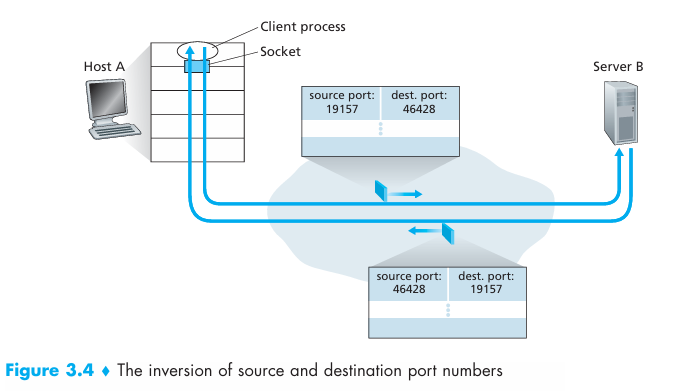 Client process
Socket
Host A
Server B
source port: dest. port:
19157 46428
source port: dest. port:
46428 19157
Figure 3.4 ♦ The inversion of source and destination port numbers